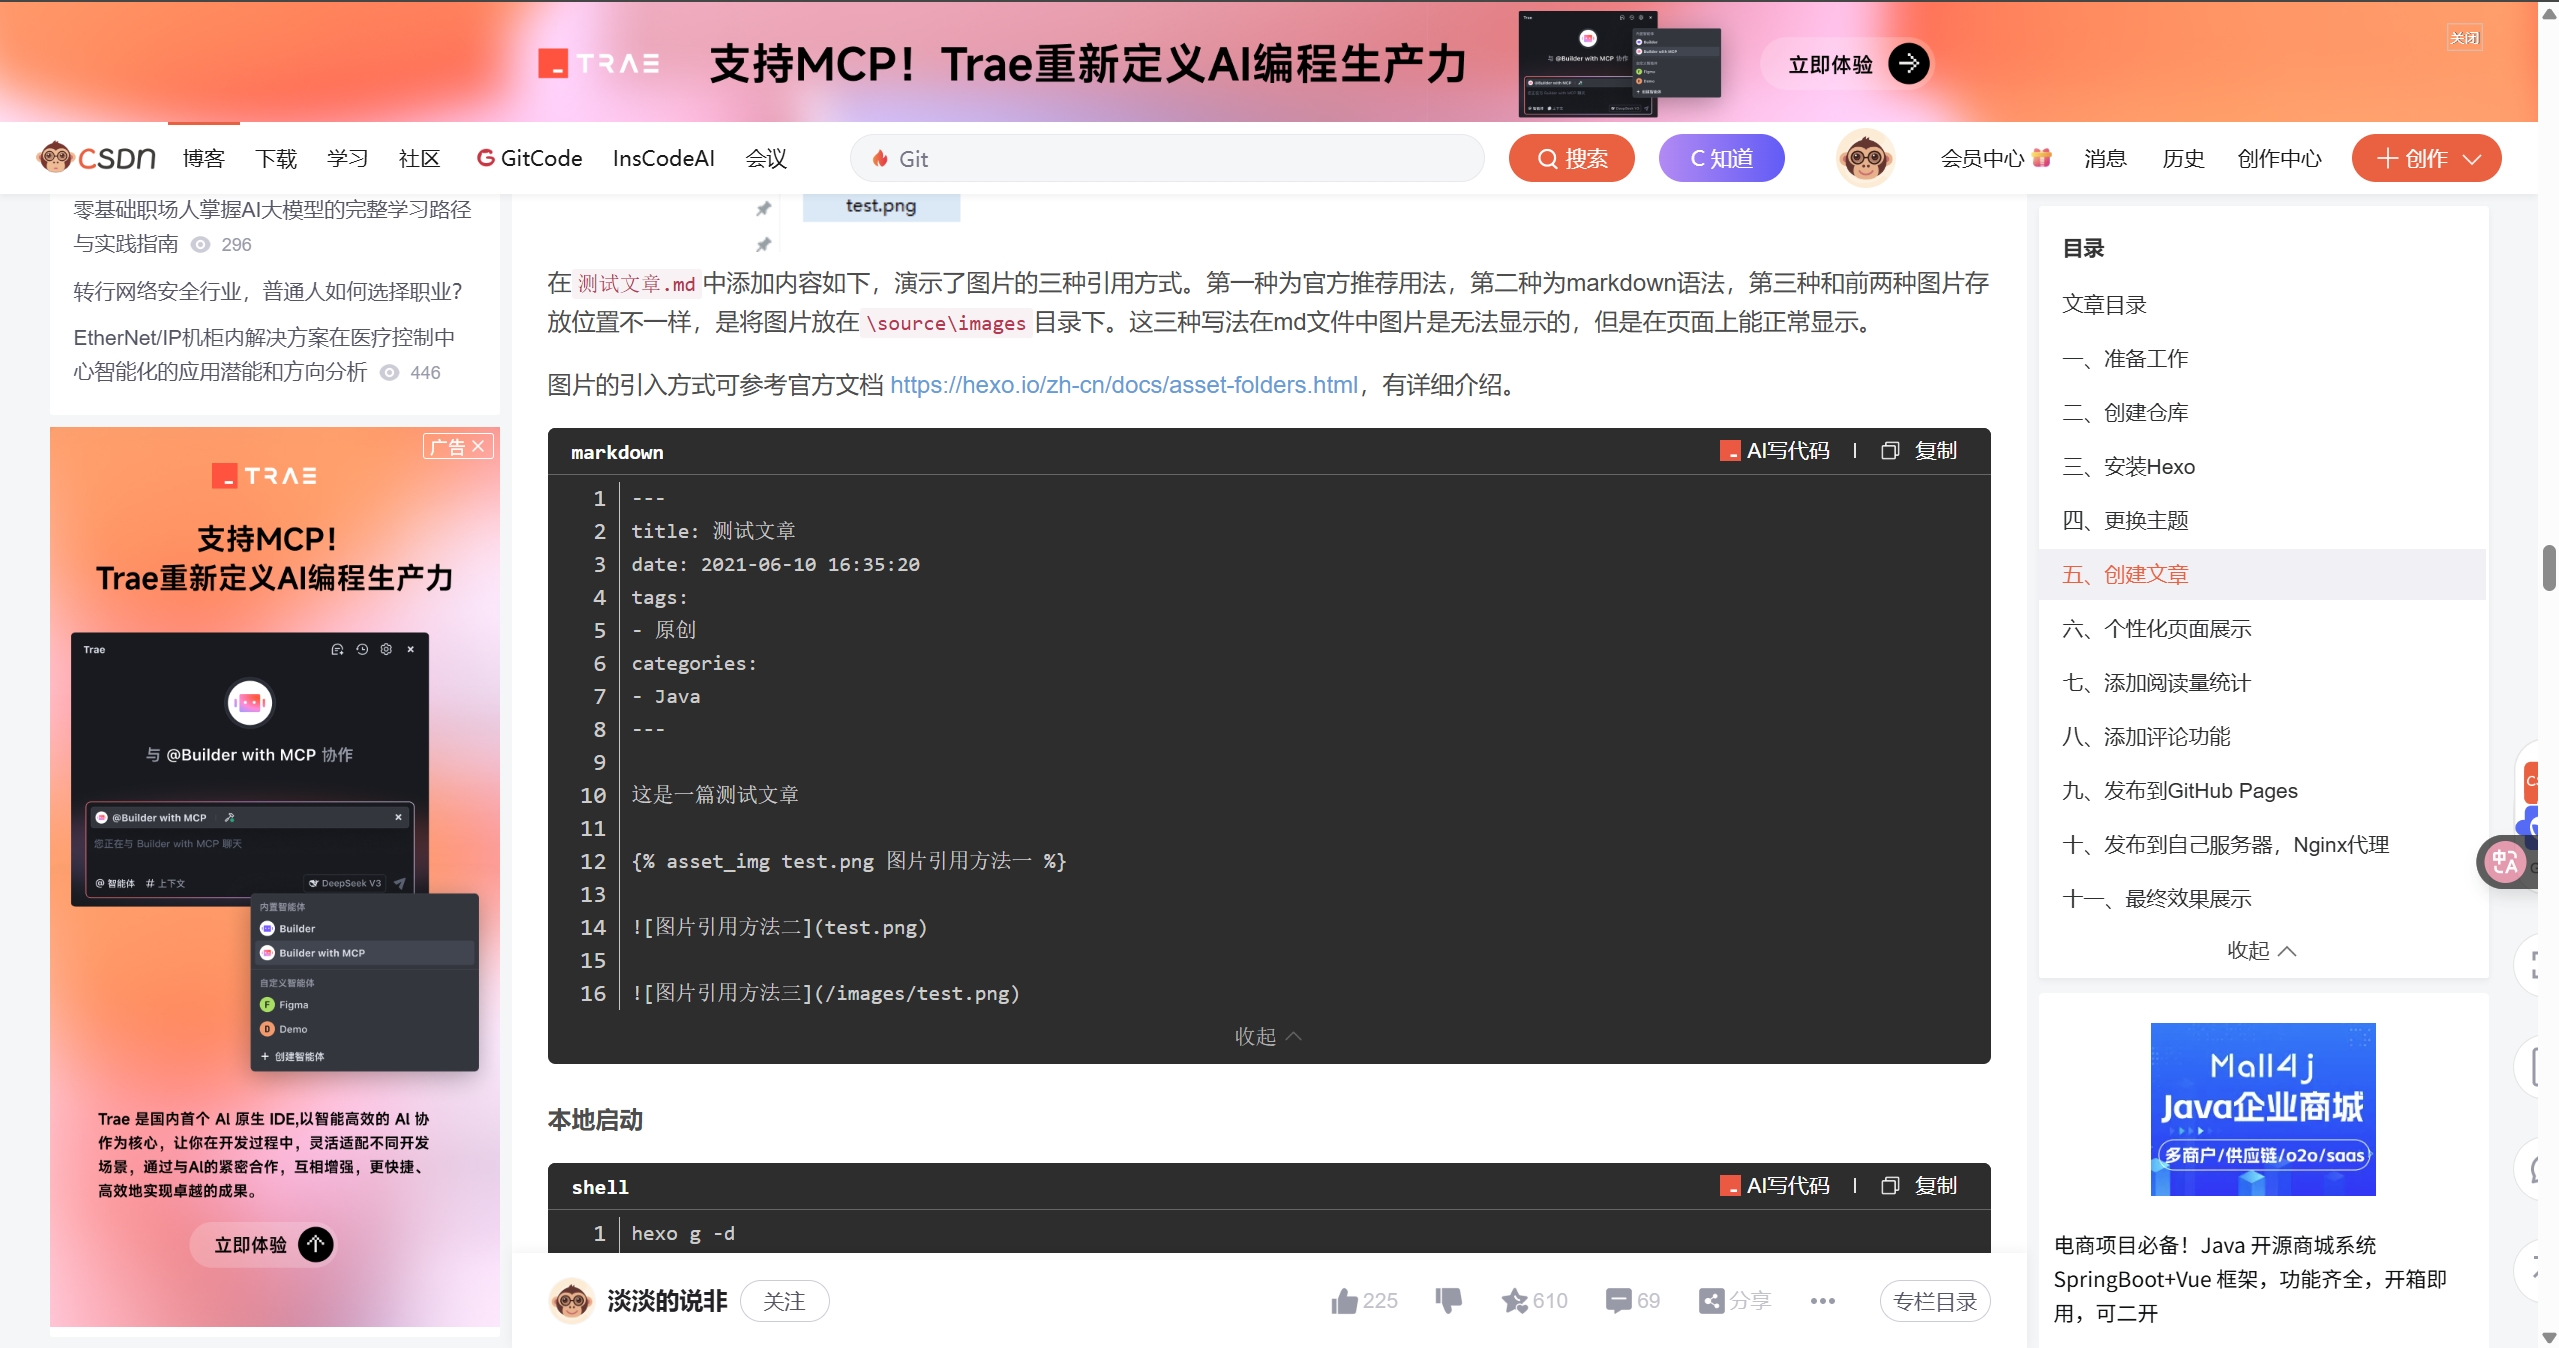 TRAE
支持MCP！Trae重新定义AI编程生产力
立即体验
关闭
CSDN
博客
下载
学习
社区
GitCode
InsCodeAI
会议
Git
搜索
C 知道
会员中心
消息
历史
创作中心
创作
零基础职场人掌握AI大模型的完整学习路径
与实践指南 296
转行网络安全行业，普通人如何选择职业？
EtherNet/IP机柜内解决方案在医疗控制中
心智能化的应用潜能和方向分析 446
广告
TRAE
支持MCP！
Trae重新定义AI编程生产力
Trae
与 @Builder with MCP 协作
@Builder with MCP
您正在与 Builder with MCP 聊天
@ 智能体 # 上下文 DeepSeek V3
内置智能体
Builder
Builder with MCP
自定义智能体
F Figma
D Demo
+ 创建智能体
Trae 是国内首个 AI 原生 IDE,以智能高效的 AI 协
作为核心，让你在开发过程中，灵活适配不同开发
场景，通过与AI的紧密合作，互相增强，更快捷、
高效地实现卓越的成果。
立即体验
test.png
在 测试文章.md 中添加内容如下，演示了图片的三种引用方式。第一种为官方推荐用法，第二种为markdown语法，第三种和前两种图片存
放位置不一样，是将图片放在 \source\images 目录下。这三种写法在md文件中图片是无法显示的，但是在页面上能正常显示。
图片的引入方式可参考官方文档 https://hexo.io/zh-cn/docs/asset-folders.html，有详细介绍。
markdown
AI写代码
复制
1 ---
2 title: 测试文章
3 date: 2021-06-10 16:35:20
4 tags:
5 - 原创
6 categories:
7 - Java
8 ---
9
10 这是一篇测试文章
11
12 {% asset_img test.png 图片引用方法一 %}
13
14 ![图片引用方法二](test.png)
15
16 ![图片引用方法三](/images/test.png)
收起
本地启动
shell
AI写代码
复制
1 hexo g -d
淡淡的说非
关注
225
610
69
分享
专栏目录
目录
文章目录
一、准备工作
二、创建仓库
三、安装Hexo
四、更换主题
五、创建文章
六、个性化页面展示
七、添加阅读量统计
八、添加评论功能
九、发布到GitHub Pages
十、发布到自己服务器，Nginx代理
十一、最终效果展示
收起
Mall4j
Java企业商城
多商户/供应链/o2o/saas
电商项目必备！Java 开源商城系统
SpringBoot+Vue 框架，功能齐全，开箱即
用，可二开